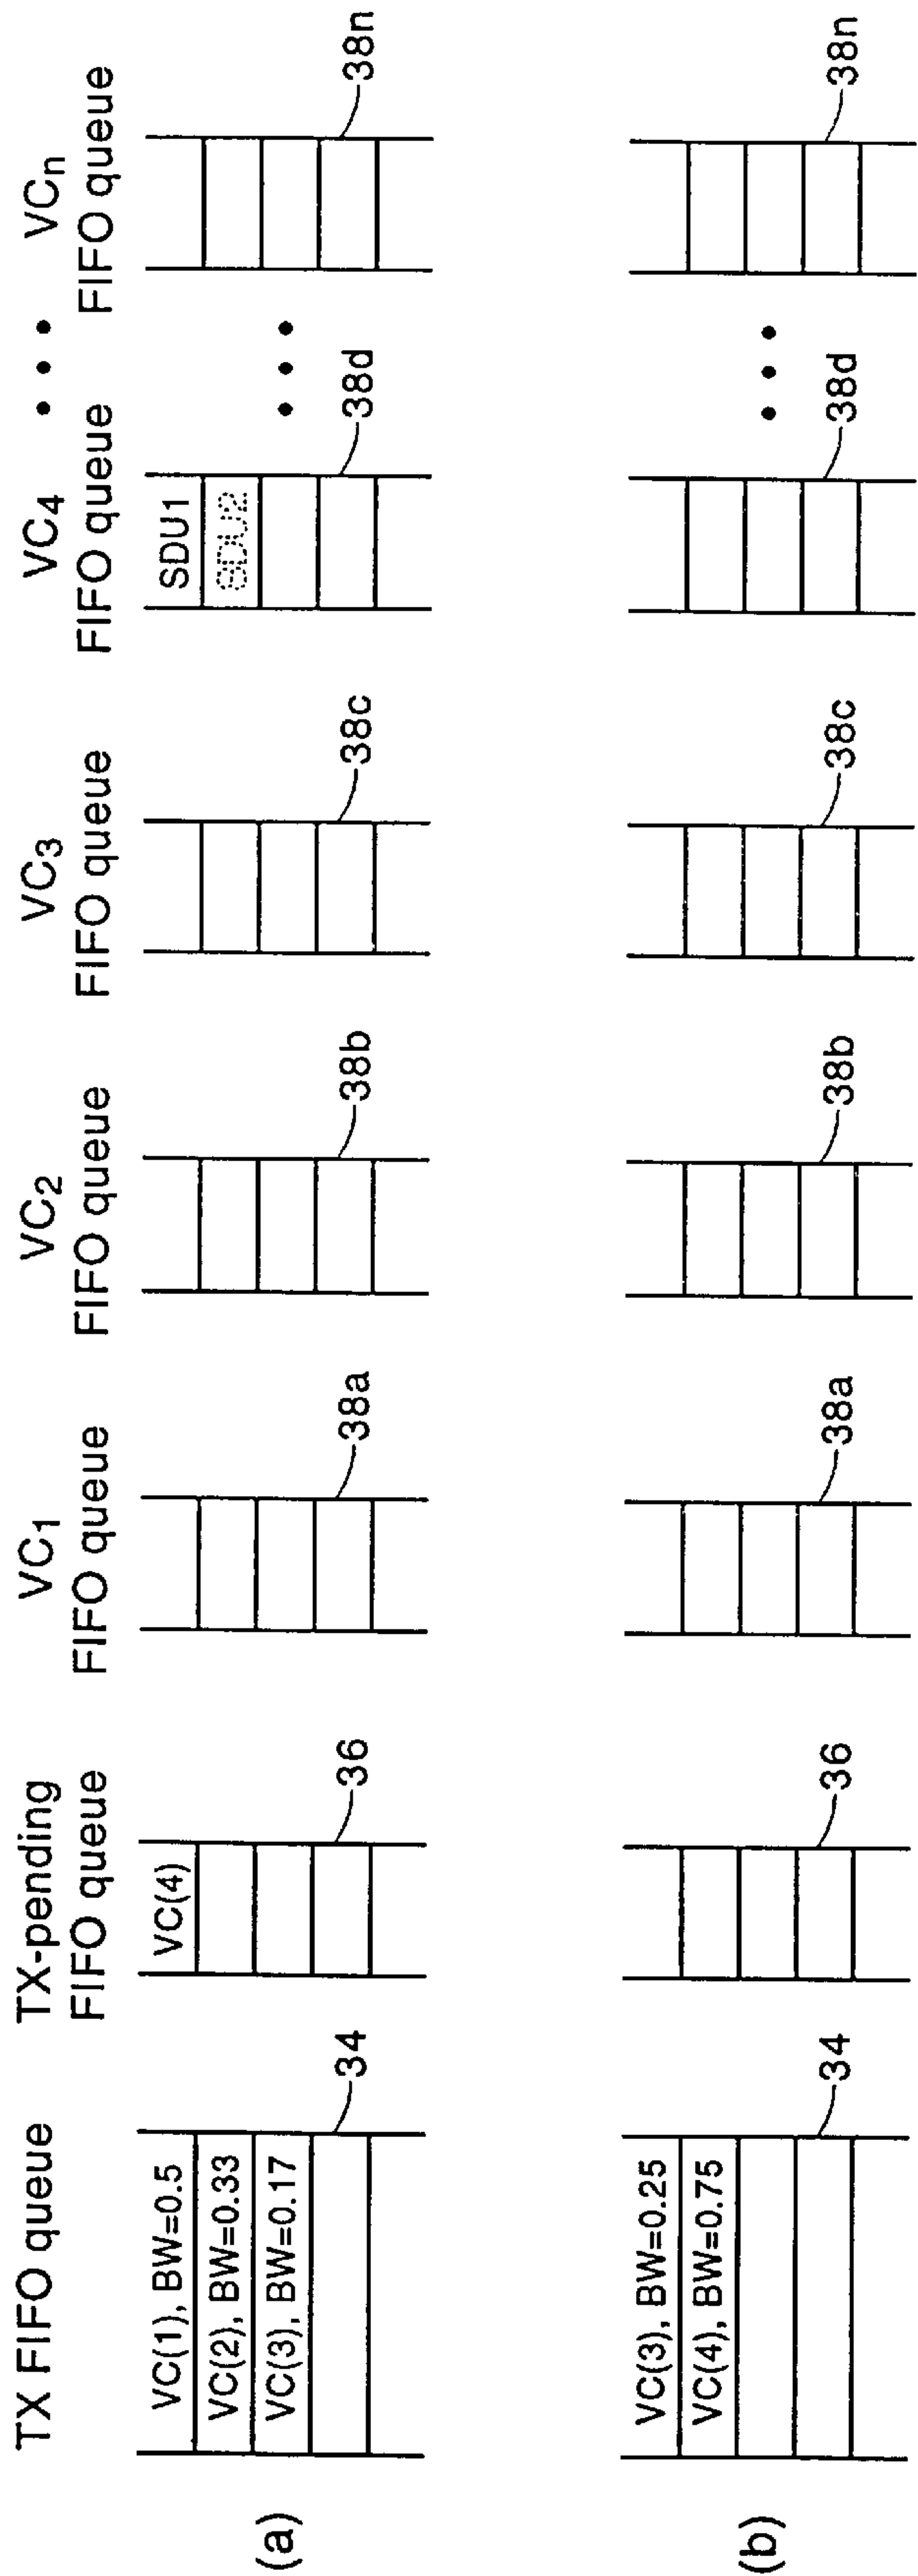 TX FIFO queue
TX-pending
FIFO queue
VC1
FIFO queue
VC2
FIFO queue
VC3
FIFO queue
VC4
FIFO queue
• • •
VCn
FIFO queue
(a)
VC(1), BW=0.5
VC(2), BW=0.33
VC(3), BW=0.17
34
VC(4)
36
38a
38b
38c
SDU1
SDU2
38d
• • •
38n
(b)
VC(3), BW=0.25
VC(4), BW=0.75
34
36
38a
38b
38c
38d
• • •
38n